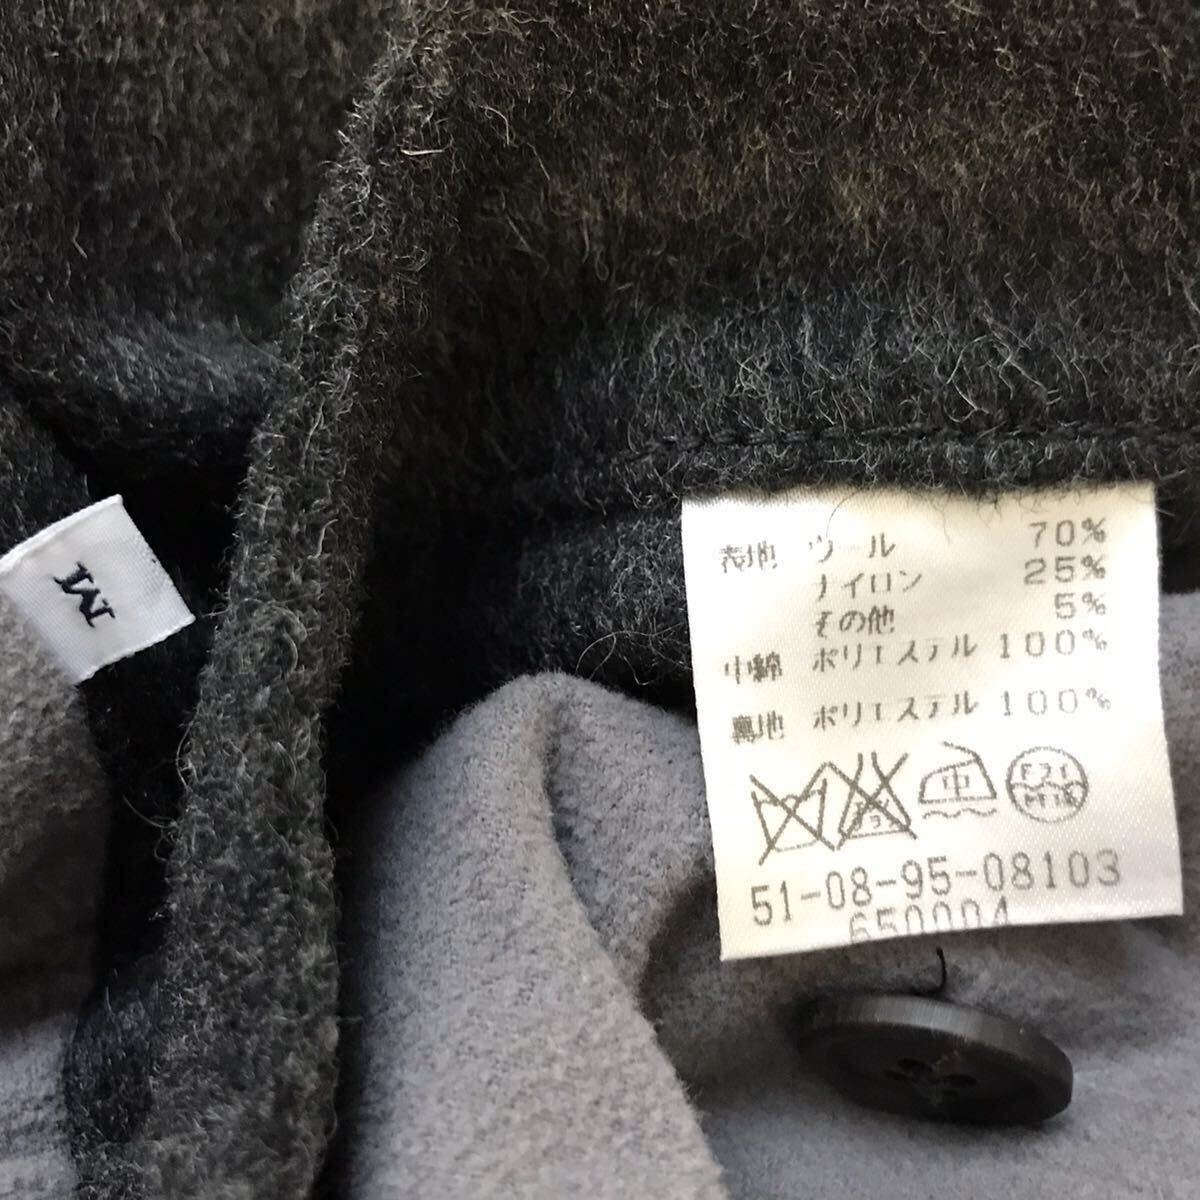 M
表地 ウール 70%
ナイロン 25%
その他 5%
中綿 ポリエステル 100%
裏地 ポリエステル 100%
中
51-08-95-08103
650004